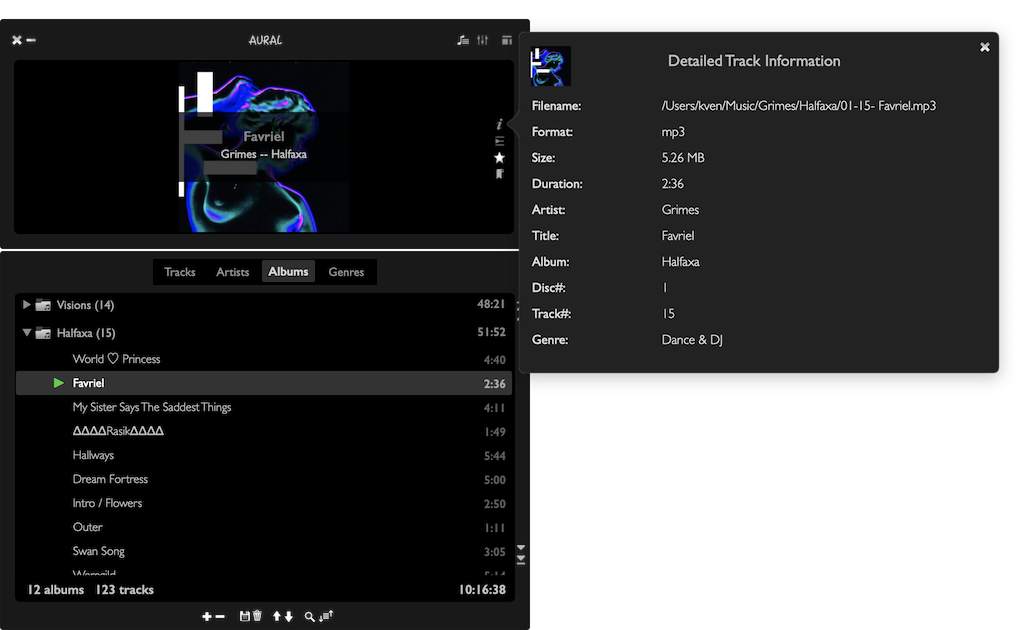 AURAL
Favriel
Grimes -- Halfaxa
Detailed Track Information
Filename: /Users/kven/Music/Grimes/Halfaxa/01-15- Favriel.mp3
Format: mp3
Size: 5.26 MB
Duration: 2:36
Artist: Grimes
Title: Favriel
Album: Halfaxa
Disc#: 1
Track#: 15
Genre: Dance & DJ
Tracks Artists Albums Genres
Visions (14) 48:21
Halfaxa (15) 51:52
World ♡ Princess 4:40
Favriel 2:36
My Sister Says The Saddest Things 4:11
∆∆∆∆Rasik∆∆∆∆ 1:49
Hallways 5:44
Dream Fortress 5:00
Intro / Flowers 2:50
Outer 1:11
Swan Song 3:05
12 albums 123 tracks 10:16:38